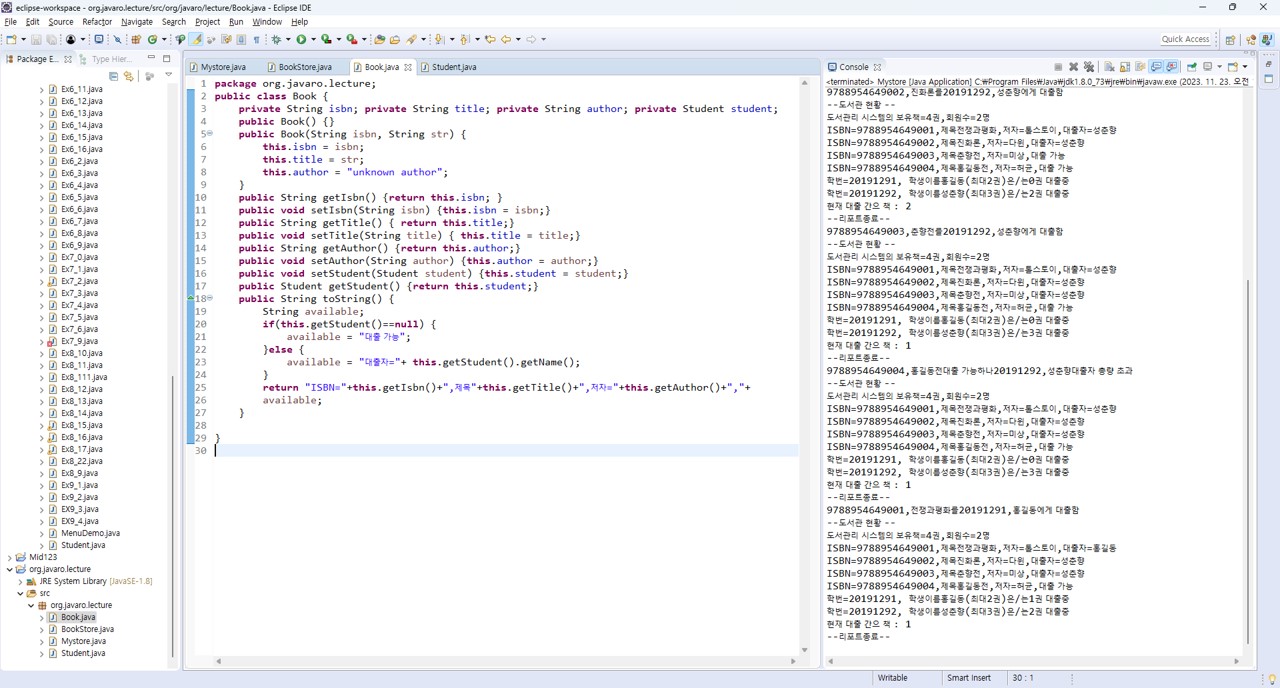 eclipse-workspace - org.javaro.lecture/src/org/javaro/lecture/Book.java - Eclipse IDE
File Edit Source Refactor Navigate Search Project Run Window Help
Quick Access
Package E...
Type Hier...
Ex6_11.java
Ex6_12.java
Ex6_13.java
Ex6_14.java
Ex6_15.java
Ex6_16.java
Ex6_2.java
Ex6_3.java
Ex6_4.java
Ex6_5.java
Ex6_6.java
Ex6_7.java
Ex6_8.java
Ex6_9.java
Ex7_0.java
Ex7_1.java
Ex7_2.java
Ex7_3.java
Ex7_4.java
Ex7_5.java
Ex7_6.java
Ex7_9.java
Ex8_10.java
Ex8_11.java
Ex8_111.java
Ex8_12.java
Ex8_13.java
Ex8_14.java
Ex8_15.java
Ex8_16.java
Ex8_17.java
Ex8_22.java
Ex8_9.java
Ex9_1.java
Ex9_2.java
EX9_3.java
EX9_4.java
MenuDemo.java
Student.java
Mid123
org.javaro.lecture
JRE System Library [JavaSE-1.8]
src
org.javaro.lecture
Book.java
BookStore.java
Mystore.java
Student.java
Mystore.java BookStore.java Book.java Student.java
1 package org.javaro.lecture;
2 public class Book {
3 private String isbn; private String title; private String author; private Student student;
4 public Book() {}
5 public Book(String isbn, String str) {
6 this.isbn = isbn;
7 this.title = str;
8 this.author = "unknown author";
9 }
10 public String getIsbn() {return this.isbn; }
11 public void setIsbn(String isbn) {this.isbn = isbn;}
12 public String getTitle() { return this.title;}
13 public void setTitle(String title) { this.title = title;}
14 public String getAuthor() {return this.author;}
15 public void setAuthor(String author) {this.author = author;}
16 public void setStudent(Student student) {this.student = student;}
17 public Student getStudent() {return this.student;}
18 public String toString() {
19 String available;
20 if(this.getStudent()==null) {
21 available = "대출 가능";
22 }else {
23 available = "대출자="+ this.getStudent().getName();
24 }
25 return "ISBN="+this.getIsbn()+",제목"+this.getTitle()+",저자="+this.getAuthor()+","+
26 available;
27 }
28
29 }
30
Console
<terminated> Mystore [Java Application] C:₩Program Files₩Java₩jdk1.8.0_73₩jre₩bin₩javaw.exe (2023. 11. 23. 오전
9788954649002,진화론를20191292,성춘향에게 대출함
--도서관 현황 --
도서관리 시스템의 보유책=4권,회원수=2명
ISBN=9788954649001,제목전쟁과평화,저자=톨스토이,대출자=성춘향
ISBN=9788954649002,제목진화론,저자=다윈,대출자=성춘향
ISBN=9788954649003,제목춘향전,저자=미상,대출 가능
ISBN=9788954649004,제목홍길동전,저자=허균,대출 가능
학번=20191291, 학생이름홍길동(최대2권)은/는0권 대출중
학번=20191292, 학생이름성춘향(최대3권)은/는2권 대출중
현재 대출 간으 책 : 2
--리포트종료--
9788954649003,춘향전를20191292,성춘향에게 대출함
--도서관 현황 --
도서관리 시스템의 보유책=4권,회원수=2명
ISBN=9788954649001,제목전쟁과평화,저자=톨스토이,대출자=성춘향
ISBN=9788954649002,제목진화론,저자=다윈,대출자=성춘향
ISBN=9788954649003,제목춘향전,저자=미상,대출자=성춘향
ISBN=9788954649004,제목홍길동전,저자=허균,대출 가능
학번=20191291, 학생이름홍길동(최대2권)은/는0권 대출중
학번=20191292, 학생이름성춘향(최대3권)은/는3권 대출중
현재 대출 간으 책 : 1
--리포트종료--
9788954649004,홍길동전대출 가능하나20191292,성춘향대출자 총량 초과
--도서관 현황 --
도서관리 시스템의 보유책=4권,회원수=2명
ISBN=9788954649001,제목전쟁과평화,저자=톨스토이,대출자=성춘향
ISBN=9788954649002,제목진화론,저자=다윈,대출자=성춘향
ISBN=9788954649003,제목춘향전,저자=미상,대출자=성춘향
ISBN=9788954649004,제목홍길동전,저자=허균,대출 가능
학번=20191291, 학생이름홍길동(최대2권)은/는0권 대출중
학번=20191292, 학생이름성춘향(최대3권)은/는3권 대출중
현재 대출 간으 책 : 1
--리포트종료--
9788954649001,전쟁과평화를20191291,홍길동에게 대출함
--도서관 현황 --
도서관리 시스템의 보유책=4권,회원수=2명
ISBN=9788954649001,제목전쟁과평화,저자=톨스토이,대출자=홍길동
ISBN=9788954649002,제목진화론,저자=다윈,대출자=성춘향
ISBN=9788954649003,제목춘향전,저자=미상,대출자=성춘향
ISBN=9788954649004,제목홍길동전,저자=허균,대출 가능
학번=20191291, 학생이름홍길동(최대2권)은/는1권 대출중
학번=20191292, 학생이름성춘향(최대3권)은/는2권 대출중
현재 대출 간으 책 : 1
--리포트종료--
Writable Smart Insert 30 : 1